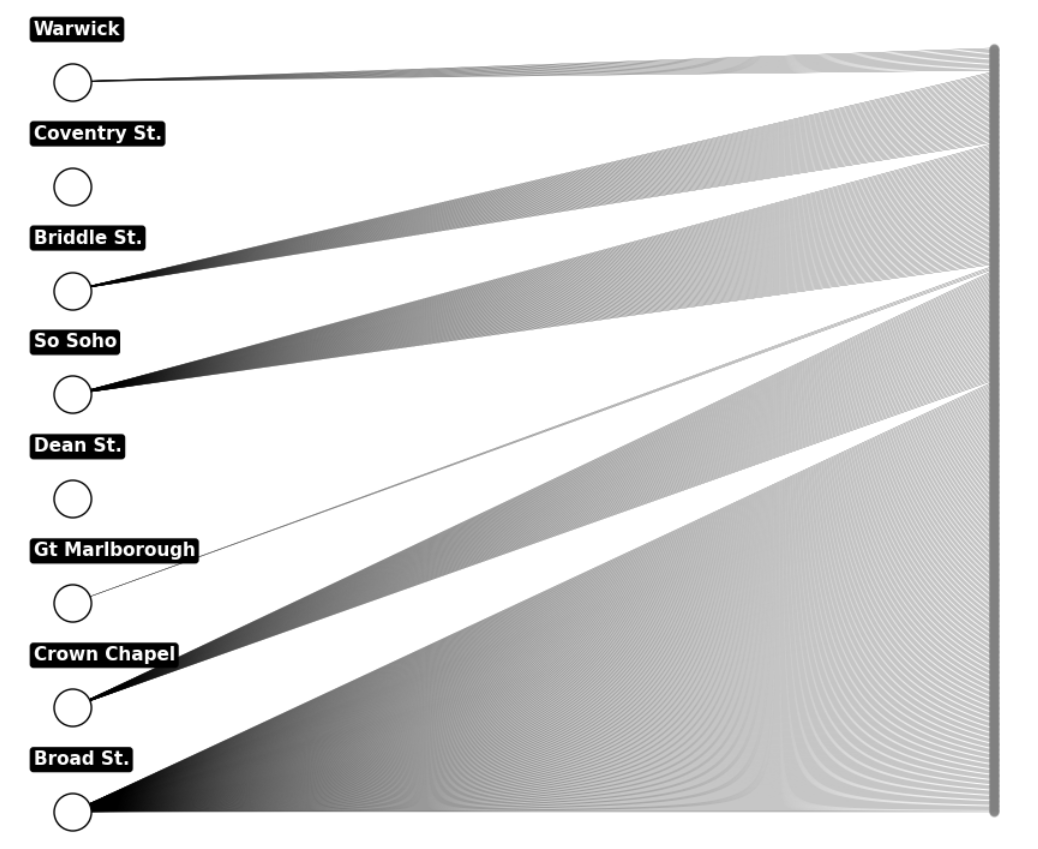 Warwick
Coventry St.
Briddle St.
So Soho
Dean St.
Gt Marlborough
Crown Chapel
Broad St.